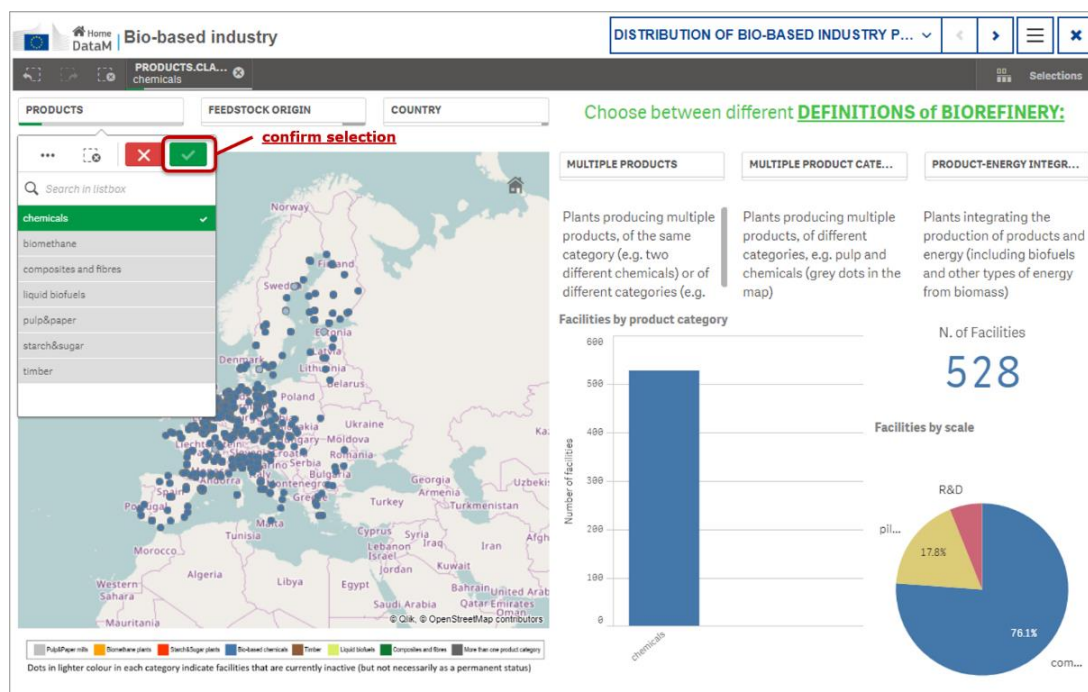 Home
DataM
Bio-based industry
DISTRIBUTION OF BIO-BASED INDUSTRY P...
PRODUCTS.CLA...
chemicals
Selections
PRODUCTS
FEEDSTOCK ORIGIN
COUNTRY
confirm selection
Search in listbox
chemicals
biomethane
composites and fibres
liquid biofuels
pulp&paper
starch&sugar
timber
Norway
Finland
Sweden
Estonia
Latvia
Denmark
Lithuania
Belarus
Poland
Ukraine
Moldova
Romania
Serbia
Bulgaria
Andorra
Spain
Portugal
Greece
Georgia
Armenia
Uzbekis
Turkey
Turkmenistan
Malta
Tunisia
Cyprus
Syria
Lebanon
Iraq
Iran
Afgh
Israel
Morocco
Jordan
Kuwait
Algeria
Libya
Egypt
Bahrain
United Arab
Western
Sahara
Saudi Arabia
Qatar
Emirates
Oman
Mauritania
© Qlik, © OpenStreetMap contributors
Pulp&Paper mills
Biomethane plants
Starch&Sugar plants
Bio-based chemicals
Timber
Liquid biofuels
Composites and fibres
More than one product category
Dots in lighter colour in each category indicate facilities that are currently inactive (but not necessarily as a permanent status)
Choose between different DEFINITIONS of BIOREFINERY:
MULTIPLE PRODUCTS
MULTIPLE PRODUCT CATE...
PRODUCT-ENERGY INTEGR...
Plants producing multiple
products, of the same
category (e.g. two
different chemicals) or of
different categories (e.g.
Plants producing multiple
products, of different
categories, e.g. pulp and
chemicals (grey dots in the
map)
Plants integrating the
production of products and
energy (including biofuels
and other types of energy
from biomass)
Facilities by product category
Number of facilities
600
500
400
300
200
100
0
chemicals
N. of Facilities
528
Facilities by scale
R&D
pil...
17.8%
76.1%
com...